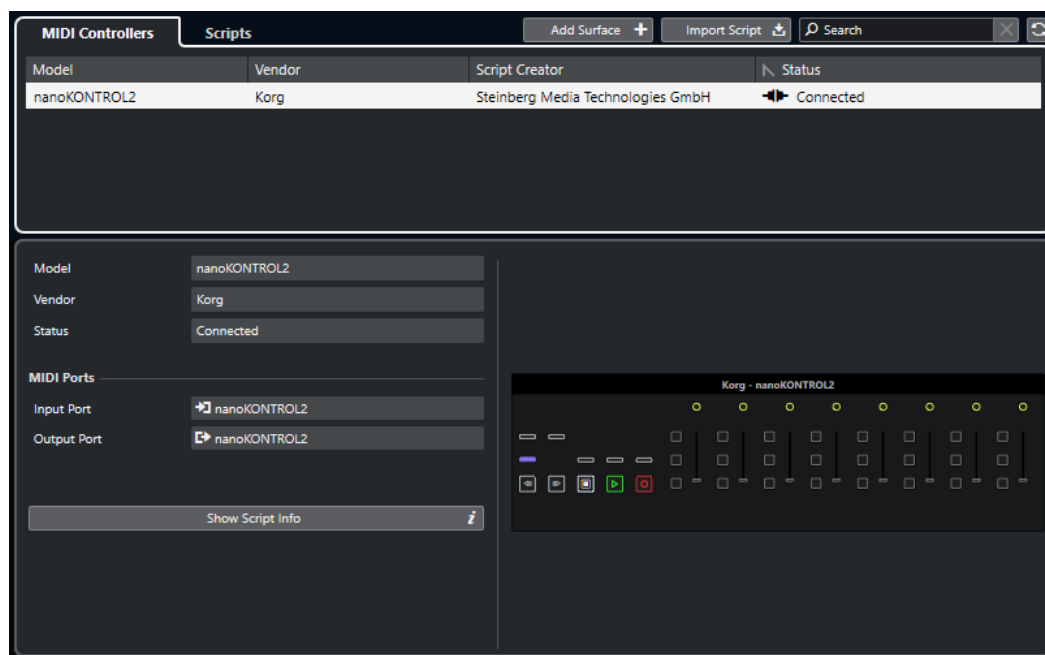 MIDI Controllers Scripts Add Surface Import Script Search
Model Vendor Script Creator Status
nanoKONTROL2 Korg Steinberg Media Technologies GmbH Connected
Model nanoKONTROL2
Vendor Korg
Status Connected
MIDI Ports
Korg - nanoKONTROL2
Input Port nanoKONTROL2
Output Port nanoKONTROL2
Show Script Info i